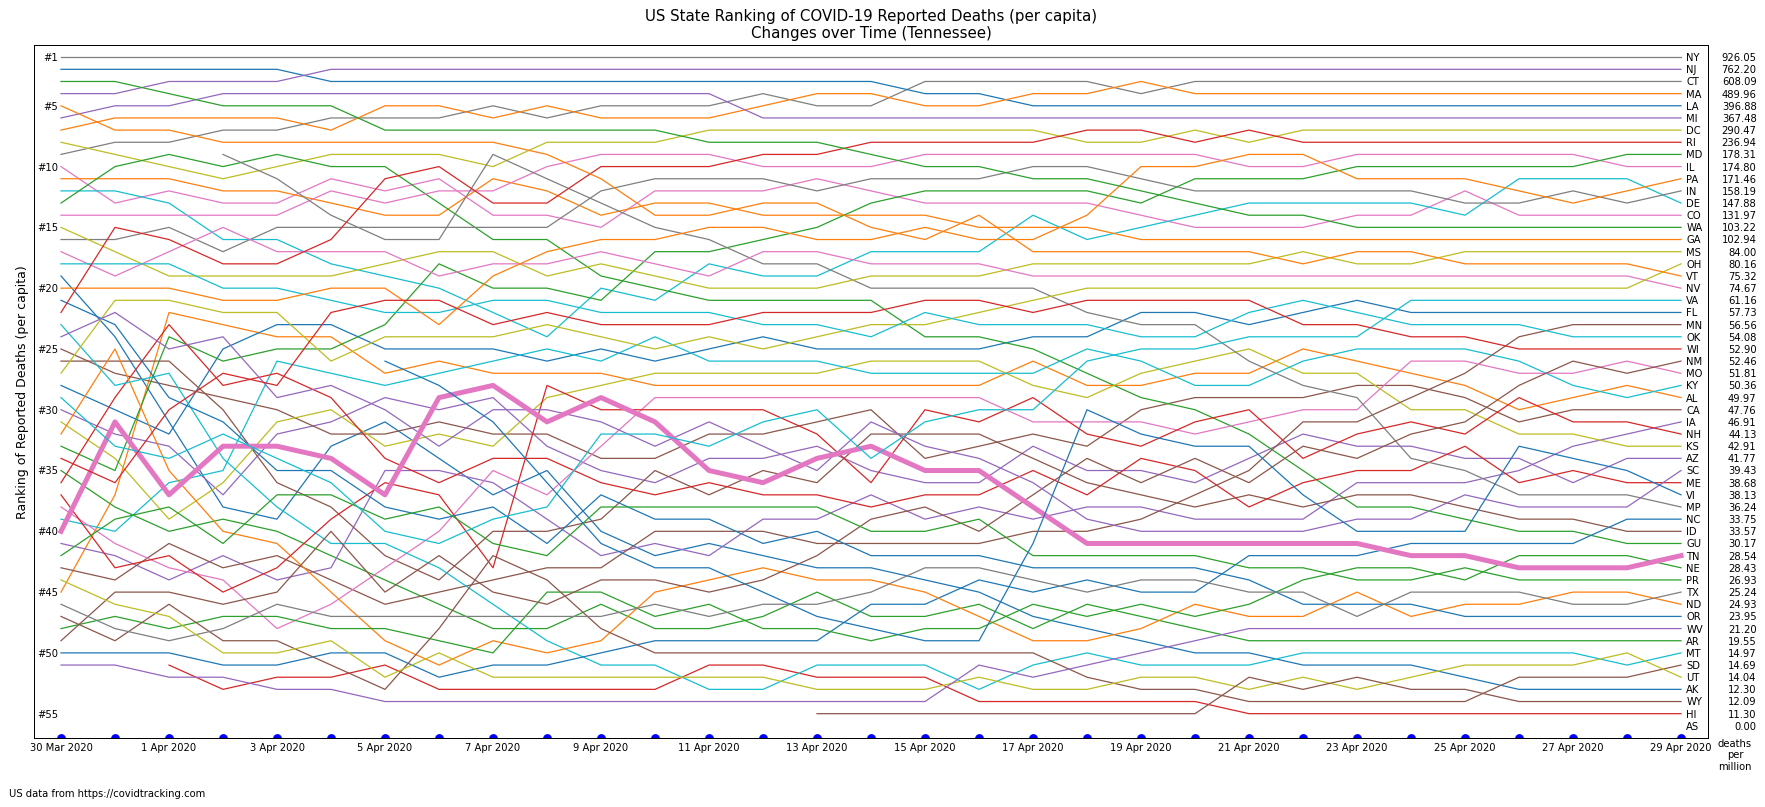 US State Ranking of COVID-19 Reported Deaths (per capita)
Changes over Time (Tennessee)
Ranking of Reported Deaths (per capita)
#1
#5
#10
#15
#20
#25
#30
#35
#40
#45
#50
#55
NY 926.05
NJ 762.20
CT 608.09
MA 489.96
LA 396.88
MI 367.48
DC 290.47
RI 236.94
MD 178.31
IL 174.80
PA 171.46
IN 158.19
DE 147.88
CO 131.97
WA 103.22
GA 102.94
MS 84.00
OH 80.16
VT 75.32
NV 74.67
VA 61.16
FL 57.73
MN 56.56
OK 54.08
WI 52.90
NM 52.46
MO 51.81
KY 50.36
AL 49.97
CA 47.76
IA 46.91
NH 44.13
KS 42.91
AZ 41.77
SC 39.43
ME 38.68
VI 38.13
MP 36.24
NC 33.75
ID 33.57
GU 30.17
TN 28.54
NE 28.43
PR 26.93
TX 25.24
ND 24.93
OR 23.95
WV 21.20
AR 19.55
MT 14.97
SD 14.69
UT 14.04
AK 12.30
WY 12.09
HI 11.30
AS 0.00
30 Mar 2020 1 Apr 2020 3 Apr 2020 5 Apr 2020 7 Apr 2020 9 Apr 2020 11 Apr 2020 13 Apr 2020 15 Apr 2020 17 Apr 2020 19 Apr 2020 21 Apr 2020 23 Apr 2020 25 Apr 2020 27 Apr 2020 29 Apr 2020
deaths
per
million
US data from https://covidtracking.com